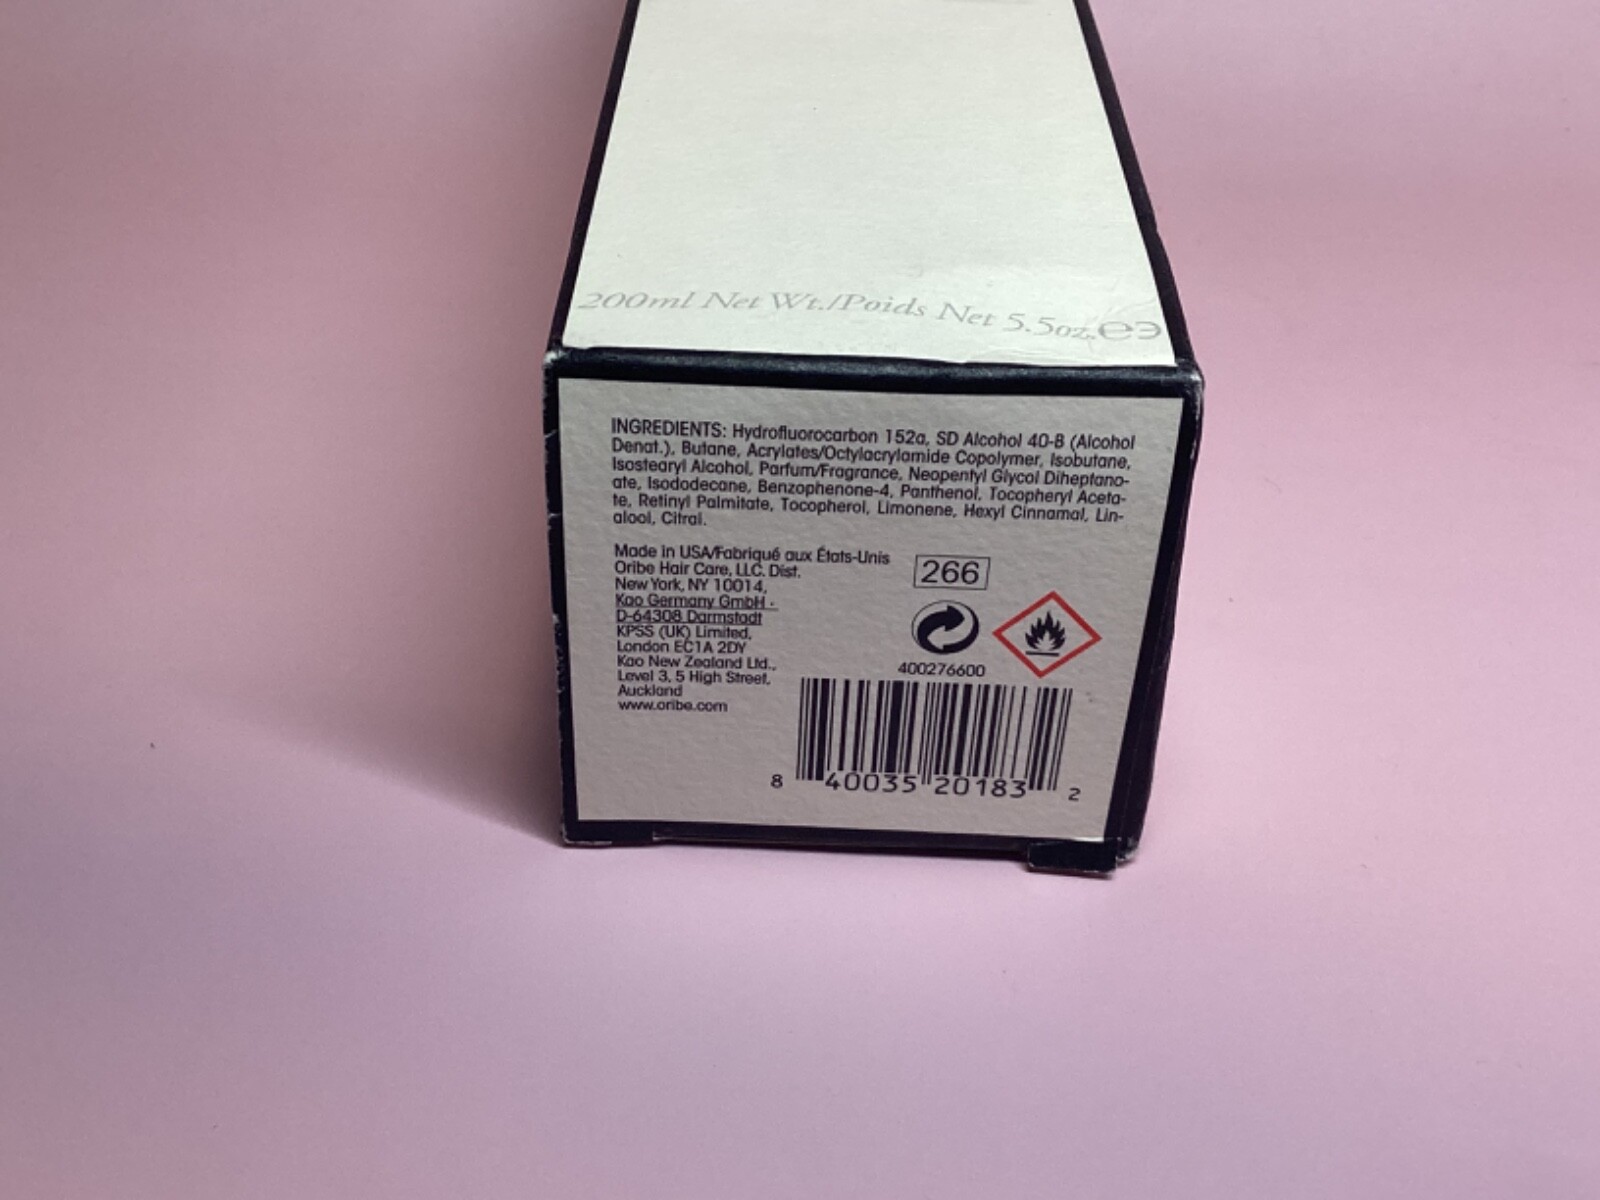 200ml Net Wt./Poids Net 5.5oz. ℮ Э
INGREDIENTS: Hydrofluorocarbon 152a, SD Alcohol 40-B (Alcohol
Denat.), Butane, Acrylates/Octylacrylamide Copolymer, Isobutane,
Isostearyl Alcohol, Parfum/Fragrance, Neopentyl Glycol Diheptano-
ate, Isododecane, Benzophenone-4, Panthenol, Tocopheryl Aceta-
te, Retinyl Palmitate, Tocopherol, Limonene, Hexyl Cinnamal, Lin-
alool, Citral.
Made in USA/Fabriqué aux États-Unis
Oribe Hair Care, LLC. Dist.
New York, NY 10014,
Kao Germany GmbH -
D-64308 Darmstadt
KPSS (UK) Limited,
London EC1A 2DY
Kao New Zealand Ltd.,
Level 3, 5 High Street,
Auckland
www.oribe.com
266
400276600
8 40035 20183 2